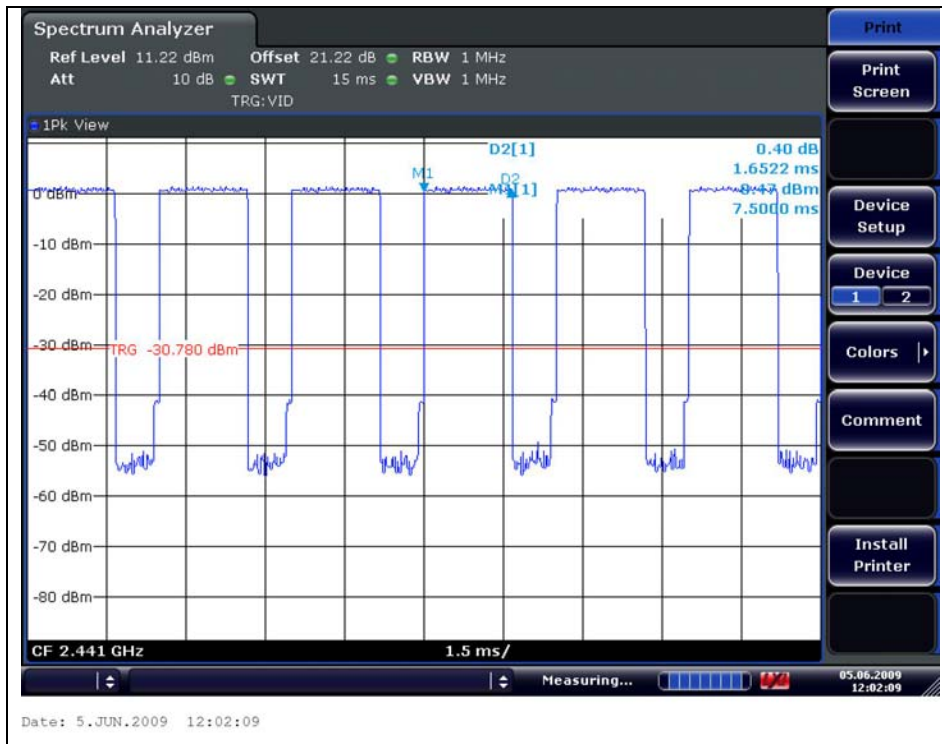 Spectrum Analyzer
Ref Level 11.22 dBm Offset 21.22 dB RBW 1 MHz
Att 10 dB SWT 15 ms VBW 1 MHz
TRG:VID
1Pk View
D2[1] 0.40 dB
1.6522 ms
M1
D2
[1] dBm
7.5000 ms
0 dBm
-10 dBm
-20 dBm
-30 dBm
TRG -30.780 dBm
-40 dBm
-50 dBm
-60 dBm
-70 dBm
-80 dBm
CF 2.441 GHz 1.5 ms/
Print
Print
Screen
Device
Setup
Device
1 2
Colors
Comment
Install
Printer
Measuring...
05.06.2009
12:02:09
Date: 5.JUN.2009 12:02:09